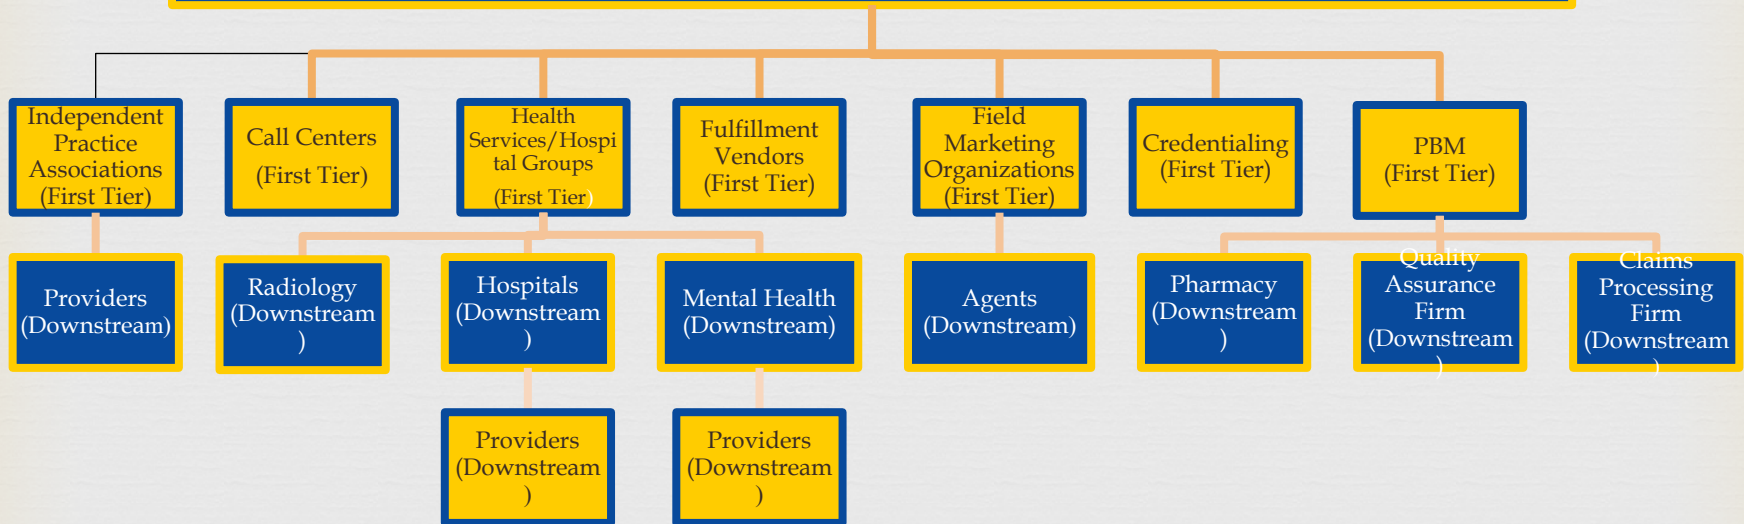 Independent
Practice
Associations
(First Tier)
Call Centers
(First Tier)
Health
Services/Hospi
tal Groups
(First Tier)
Fulfillment
Vendors
(First Tier)
Field
Marketing
Organizations
(First Tier)
Credentialing
(First Tier)
PBM
(First Tier)
Providers
(Downstream)
Radiology
(Downstream
)
Hospitals
(Downstream
)
Mental Health
(Downstream)
Agents
(Downstream)
Pharmacy
(Downstream
)
Quality
Assurance
Firm
(Downstream
)
Claims
Processing
Firm
(Downstream
)
Providers
(Downstream
)
Providers
(Downstream
)